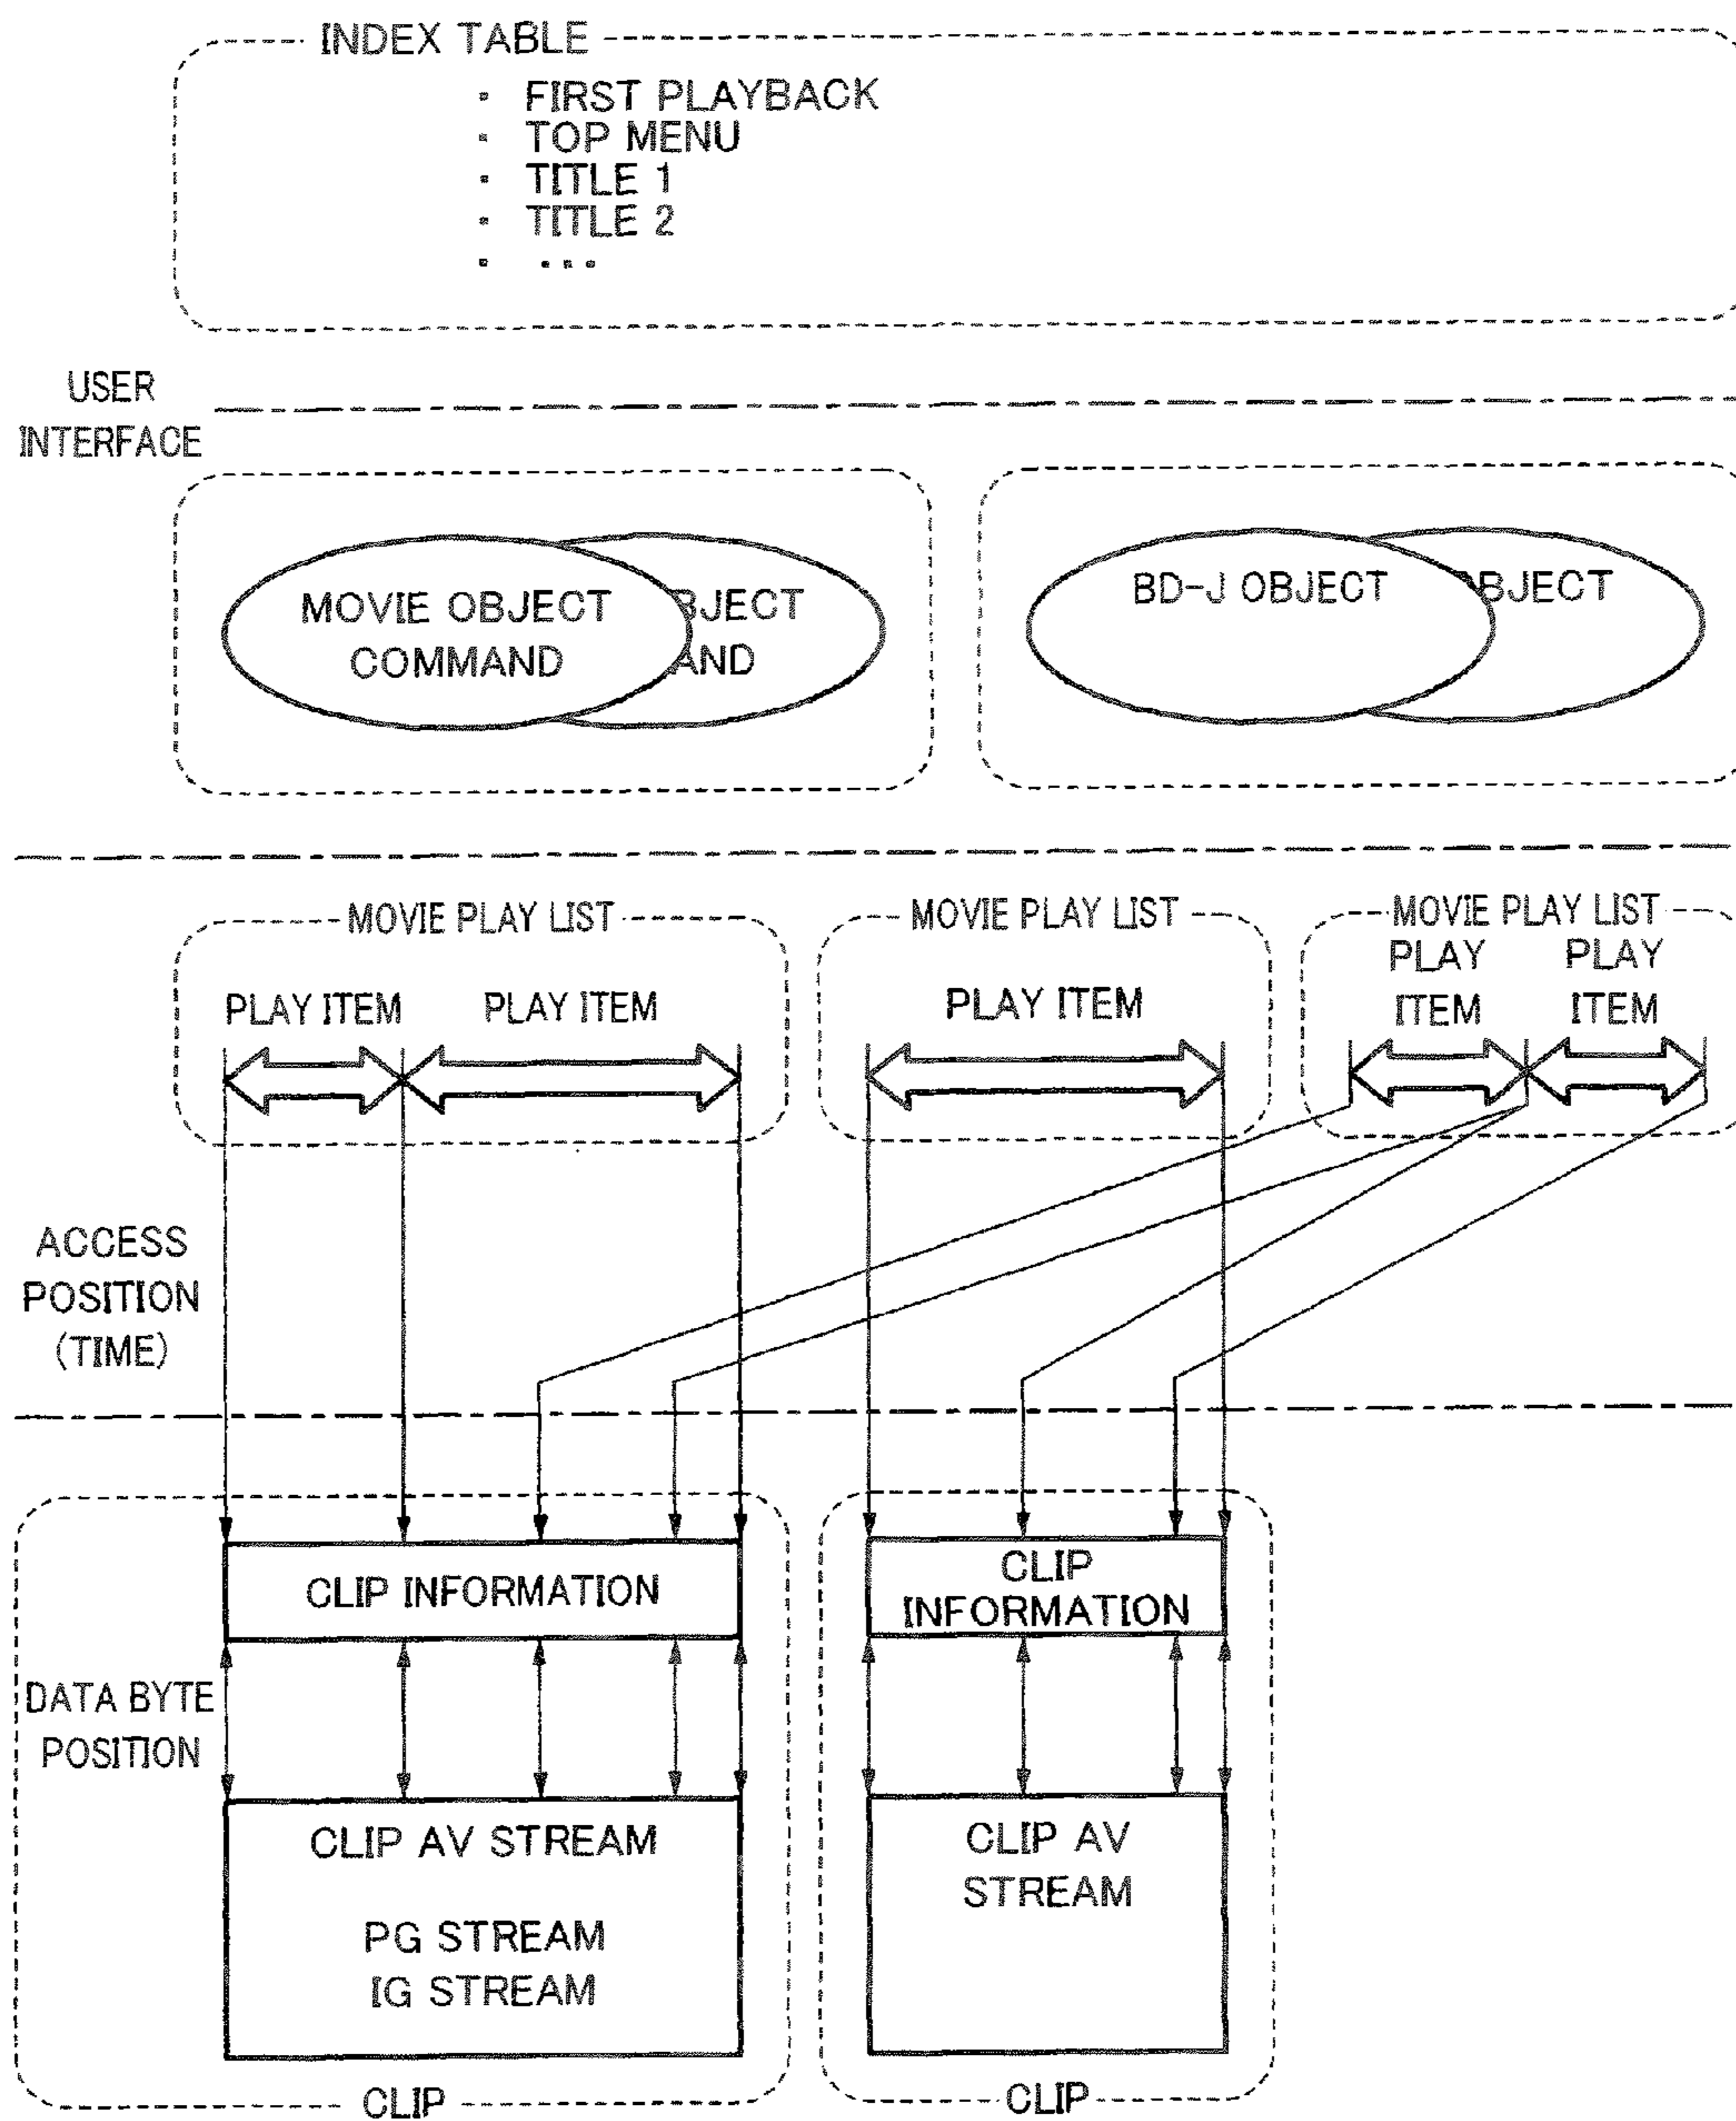 INDEX TABLE
· FIRST PLAYBACK
· TOP MENU
· TITLE 1
· TITLE 2
· ...
USER
INTERFACE
MOVIE OBJECT
COMMAND
BJECT
AND
BD-J OBJECT
BJECT
MOVIE PLAY LIST
PLAY ITEM
PLAY ITEM
MOVIE PLAY LIST
PLAY ITEM
MOVIE PLAY LIST
PLAY
ITEM
PLAY
ITEM
ACCESS
POSITION
(TIME)
CLIP INFORMATION
CLIP
INFORMATION
DATA BYTE
POSITION
CLIP AV STREAM
PG STREAM
IG STREAM
CLIP AV
STREAM
CLIP
CLIP